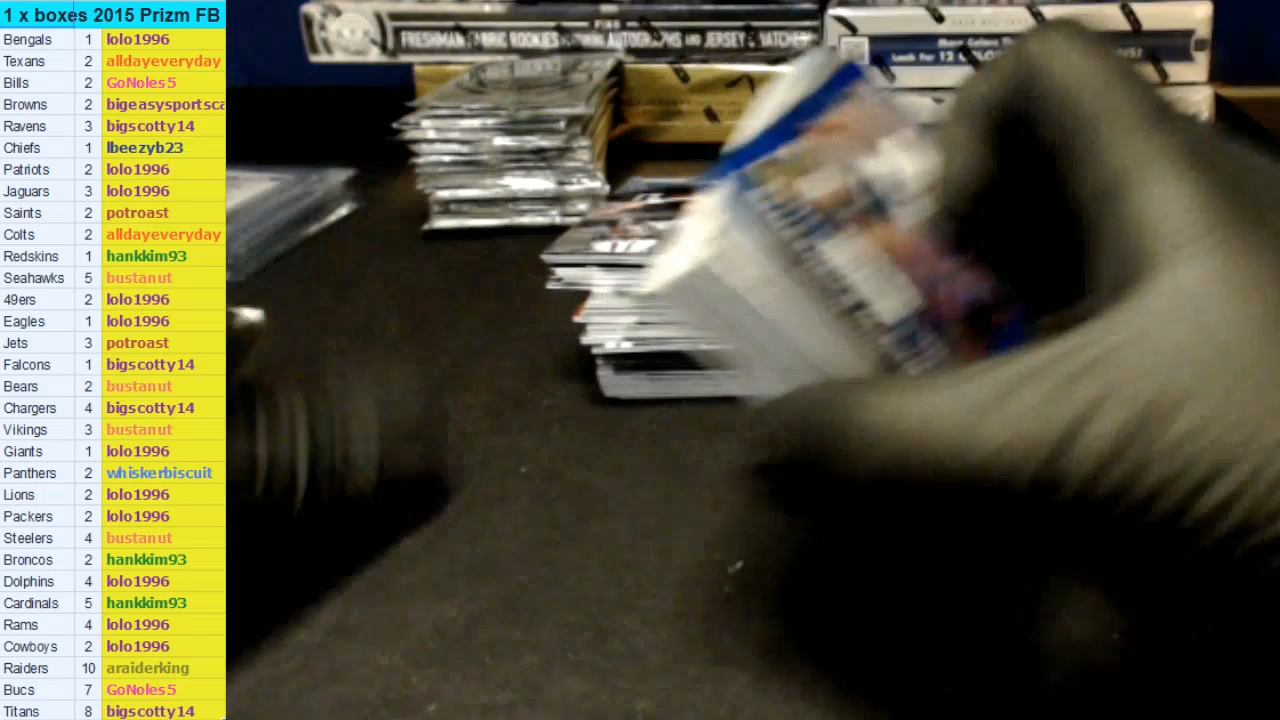 1 x boxes 2015 Prizm FB
Bengals 1 lolo1996
Texans 2 alldayeveryday
Bills 2 GoNoles5
Browns 2 bigeasysportsca
Ravens 3 bigscotty14
Chiefs 1 lbeezyb23
Patriots 2 lolo1996
Jaguars 3 lolo1996
Saints 2 potroast
Colts 2 alldayeveryday
Redskins 1 hankkim93
Seahawks 5 bustanut
49ers 2 lolo1996
Eagles 1 lolo1996
Jets 3 potroast
Falcons 1 bigscotty14
Bears 2 bustanut
Chargers 4 bigscotty14
Vikings 3 bustanut
Giants 1 lolo1996
Panthers 2 whiskerbiscuit
Lions 2 lolo1996
Packers 2 lolo1996
Steelers 4 bustanut
Broncos 2 hankkim93
Dolphins 4 lolo1996
Cardinals 5 hankkim93
Rams 4 lolo1996
Cowboys 2 lolo1996
Raiders 10 araiderking
Bucs 7 GoNoles5
Titans 8 bigscotty14
FRESHMAN FABRIC ROOKIES AUTOGRAPHS AND JERSEY SWATCHES